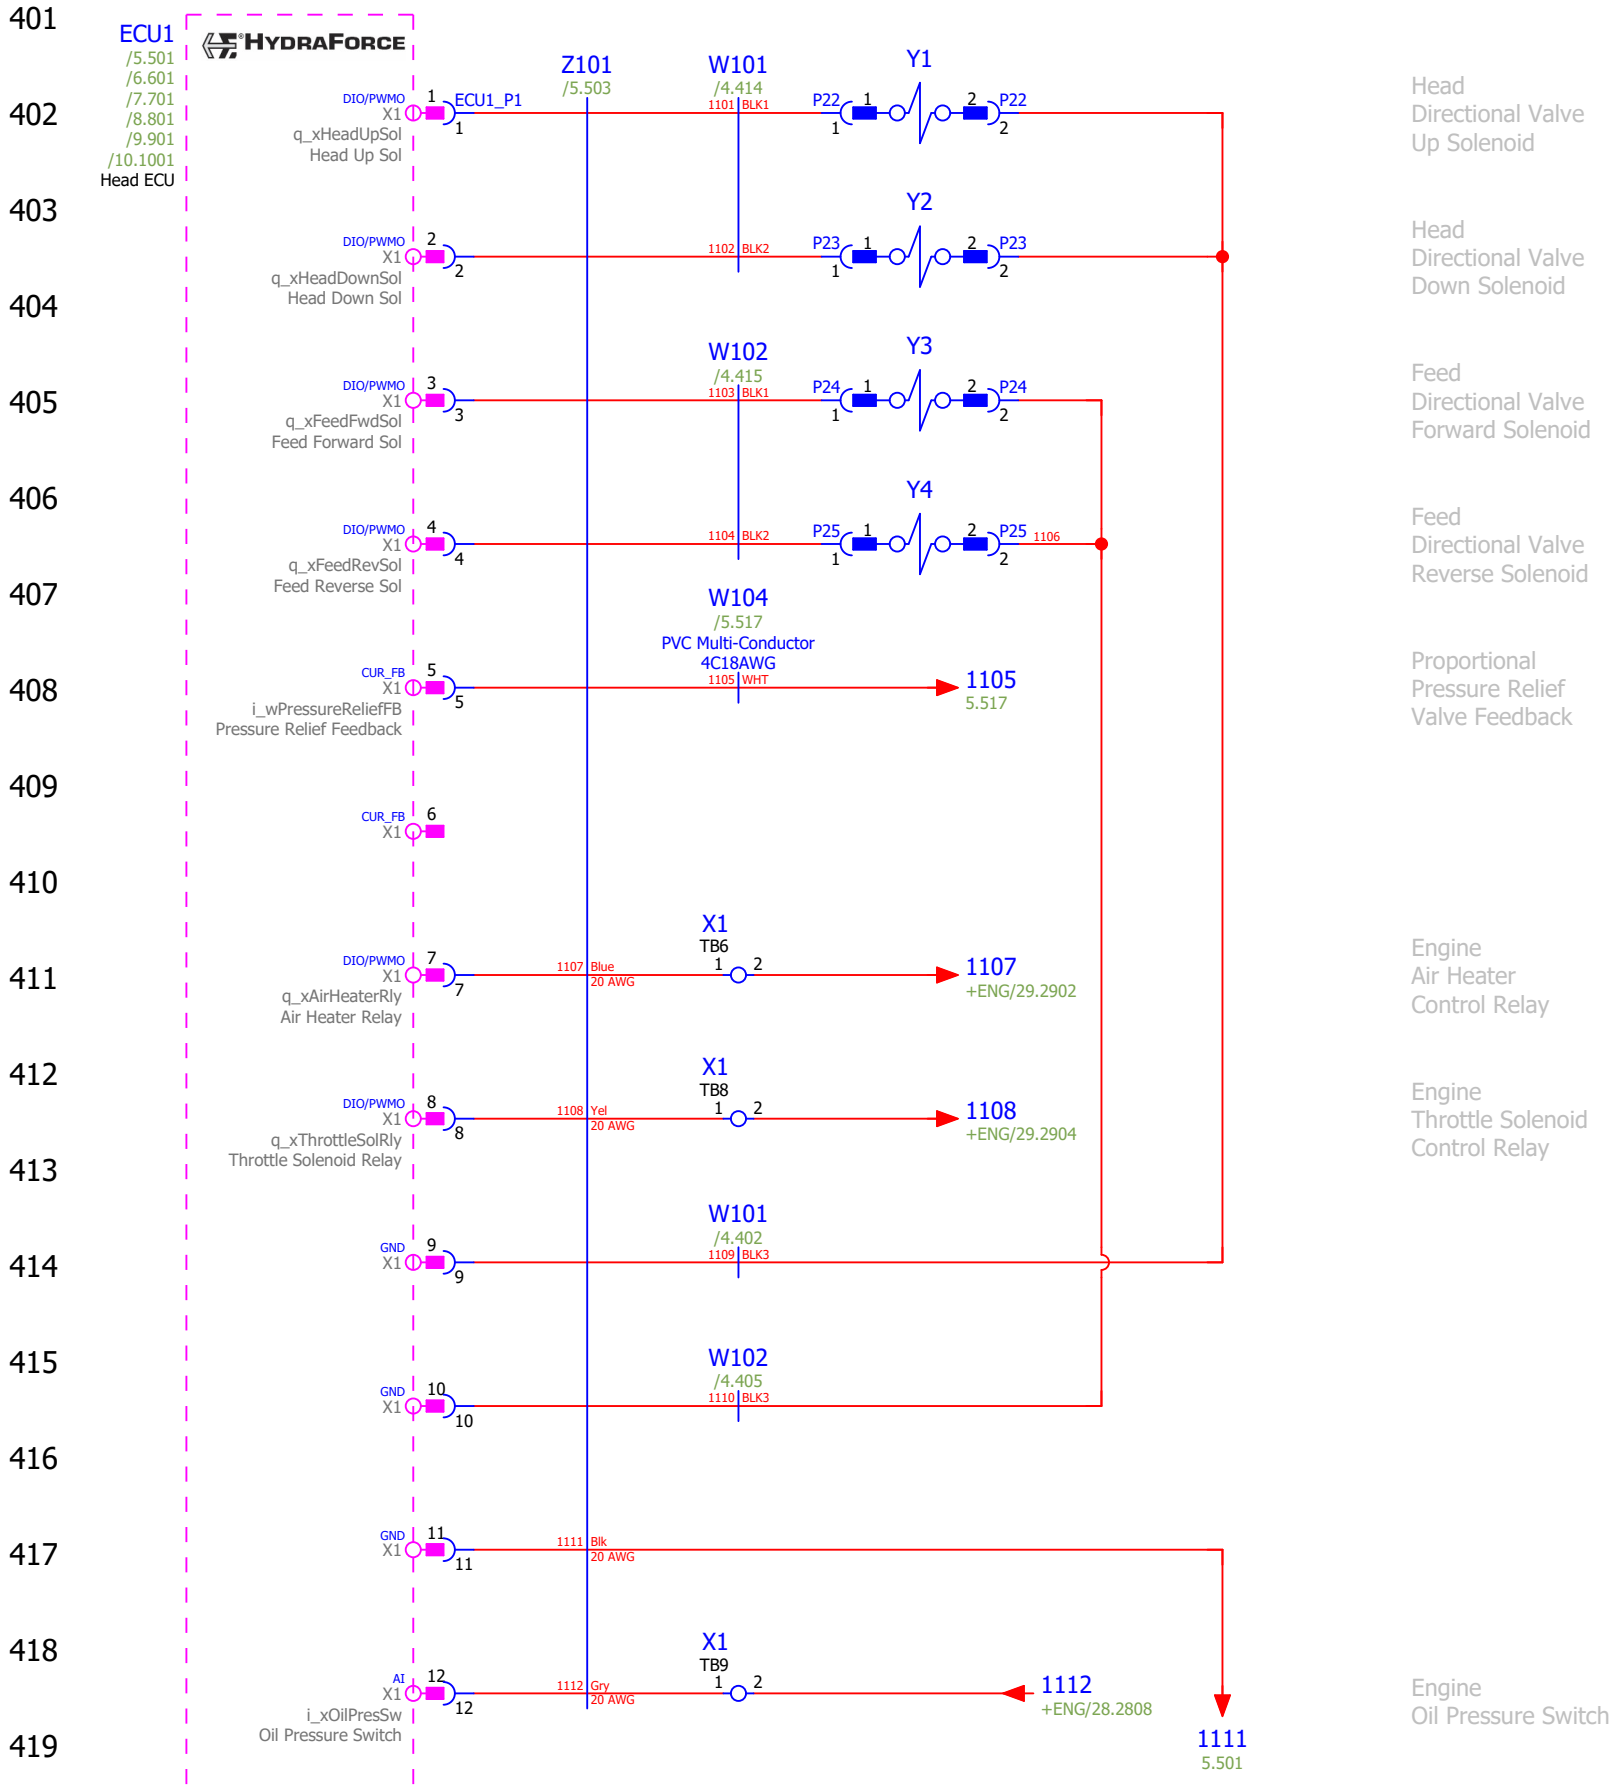 401
ECU1
/5.501
/6.601
/7.701
/8.801
/9.901
/10.1001
Head ECU
HYDRAFORCE
Z101
/5.503
W101
/4.414
Y1
402
DIO/PWMO
X1
1
ECU1_P1
1
q_xHeadUpSol
Head Up Sol
1101 BLK1
P22 1
1
2 P22
2
Head
Directional Valve
Up Solenoid
403
Y2
DIO/PWMO
X1
2
2
q_xHeadDownSol
Head Down Sol
1102 BLK2
P23 1
1
2 P23
2
Head
Directional Valve
Down Solenoid
404
W102
/4.415
Y3
405
DIO/PWMO
X1
3
3
q_xFeedFwdSol
Feed Forward Sol
1103 BLK1
P24 1
1
2 P24
2
Feed
Directional Valve
Forward Solenoid
406
Y4
DIO/PWMO
X1
4
4
q_xFeedRevSol
Feed Reverse Sol
1104 BLK2
P25 1
1
2 P25
2
1106
Feed
Directional Valve
Reverse Solenoid
407
W104
/5.517
PVC Multi-Conductor
4C18AWG
408
CUR_FB
X1
5
5
i_wPressureReliefFB
Pressure Relief Feedback
1105 WHT
1105
5.517
Proportional
Pressure Relief
Valve Feedback
409
CUR_FB
X1
6
410
X1
TB6
411
DIO/PWMO
X1
7
7
q_xAirHeaterRly
Air Heater Relay
1107 Blue
20 AWG
1 2
1107
+ENG/29.2902
Engine
Air Heater
Control Relay
412
X1
TB8
DIO/PWMO
X1
8
8
q_xThrottleSolRly
Throttle Solenoid Relay
1108 Yel
20 AWG
1 2
1108
+ENG/29.2904
Engine
Throttle Solenoid
Control Relay
413
W101
/4.402
414
GND
X1
9
9
1109 BLK3
415
W102
/4.405
GND
X1
10
10
1110 BLK3
416
417
GND
X1
11
11
1111 Blk
20 AWG
418
X1
TB9
AI
X1
12
12
i_xOilPresSw
Oil Pressure Switch
1112 Gry
20 AWG
1 2
1112
+ENG/28.2808
Engine
Oil Pressure Switch
419
1111
5.501